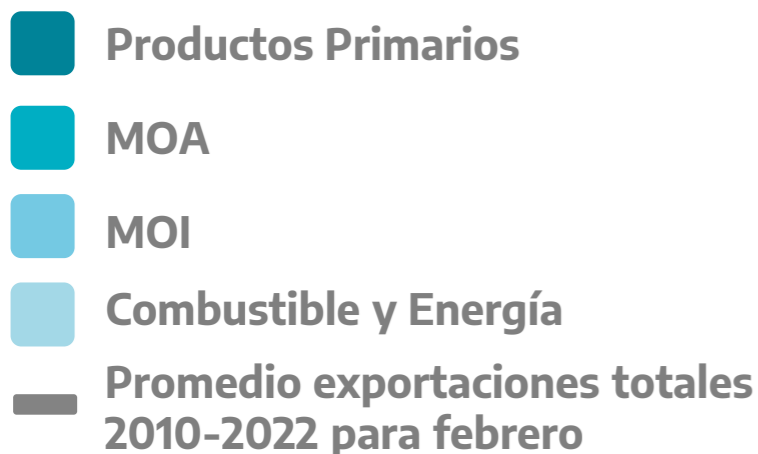 Productos Primarios
MOA
MOI
Combustible y Energía
Promedio exportaciones totales
2010-2022 para febrero